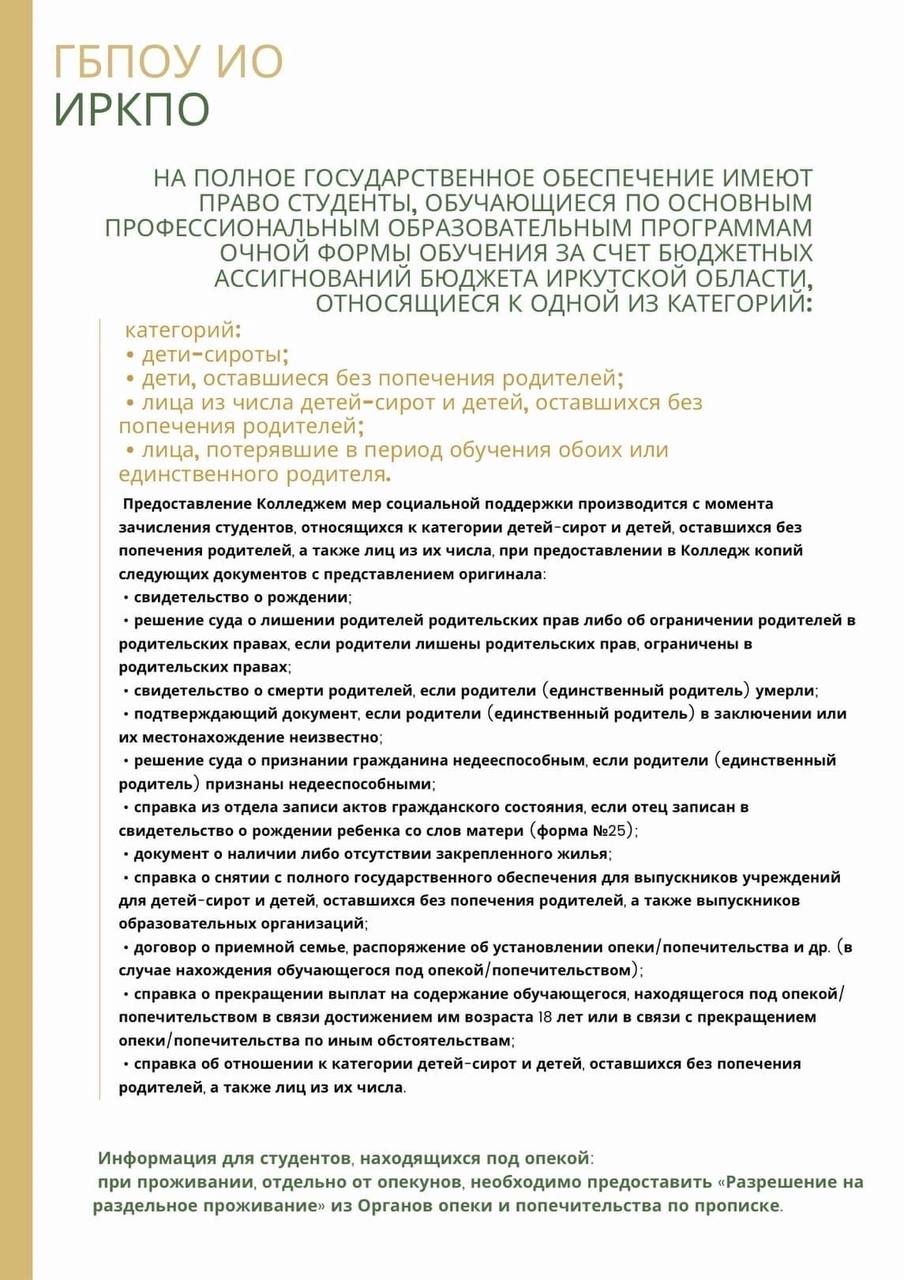 ГБПОУ ИО
ИРКПО
НА ПОЛНОЕ ГОСУДАРСТВЕННОЕ ОБЕСПЕЧЕНИЕ ИМЕЮТ
ПРАВО СТУДЕНТЫ, ОБУЧАЮЩИЕСЯ ПО ОСНОВНЫМ
ПРОФЕССИОНАЛЬНЫМ ОБРАЗОВАТЕЛЬНЫМ ПРОГРАММАМ
ОЧНОЙ ФОРМЫ ОБУЧЕНИЯ ЗА СЧЕТ БЮДЖЕТНЫХ
АССИГНОВАНИЙ БЮДЖЕТА ИРКУТСКОЙ ОБЛАСТИ,
ОТНОСЯЩИЕСЯ К ОДНОЙ ИЗ КАТЕГОРИЙ:
категорий:
• дети-сироты;
• дети, оставшиеся без попечения родителей;
• лица из числа детей-сирот и детей, оставшихся без
попечения родителей;
• лица, потерявшие в период обучения обоих или
единственного родителя.
Предоставление Колледжем мер социальной поддержки производится с момента
зачисления студентов, относящихся к категории детей-сирот и детей, оставшихся без
попечения родителей, а также лиц из их числа, при предоставлении в Колледж копий
следующих документов с представлением оригинала:
• свидетельство о рождении;
• решение суда о лишении родителей родительских прав либо об ограничении родителей в
родительских правах, если родители лишены родительских прав, ограничены в
родительских правах;
• свидетельство о смерти родителей, если родители (единственный родитель) умерли;
• подтверждающий документ, если родители (единственный родитель) в заключении или
их местонахождение неизвестно;
• решение суда о признании гражданина недееспособным, если родители (единственный
родитель) признаны недееспособными;
• справка из отдела записи актов гражданского состояния, если отец записан в
свидетельство о рождении ребенка со слов матери (форма №25);
• документ о наличии либо отсутствии закрепленного жилья;
• справка о снятии с полного государственного обеспечения для выпускников учреждений
для детей-сирот и детей, оставшихся без попечения родителей, а также выпускников
образовательных организаций;
• договор о приемной семье, распоряжение об установлении опеки/попечительства и др. (в
случае нахождения обучающегося под опекой/попечительством);
• справка о прекращении выплат на содержание обучающегося, находящегося под опекой/
попечительством в связи достижением им возраста 18 лет или в связи с прекращением
опеки/попечительства по иным обстоятельствам;
• справка об отношении к категории детей-сирот и детей, оставшихся без попечения
родителей, а также лиц из их числа.
Информация для студентов, находящихся под опекой:
при проживании, отдельно от опекунов, необходимо предоставить «Разрешение на
раздельное проживание» из Органов опеки и попечительства по прописке.